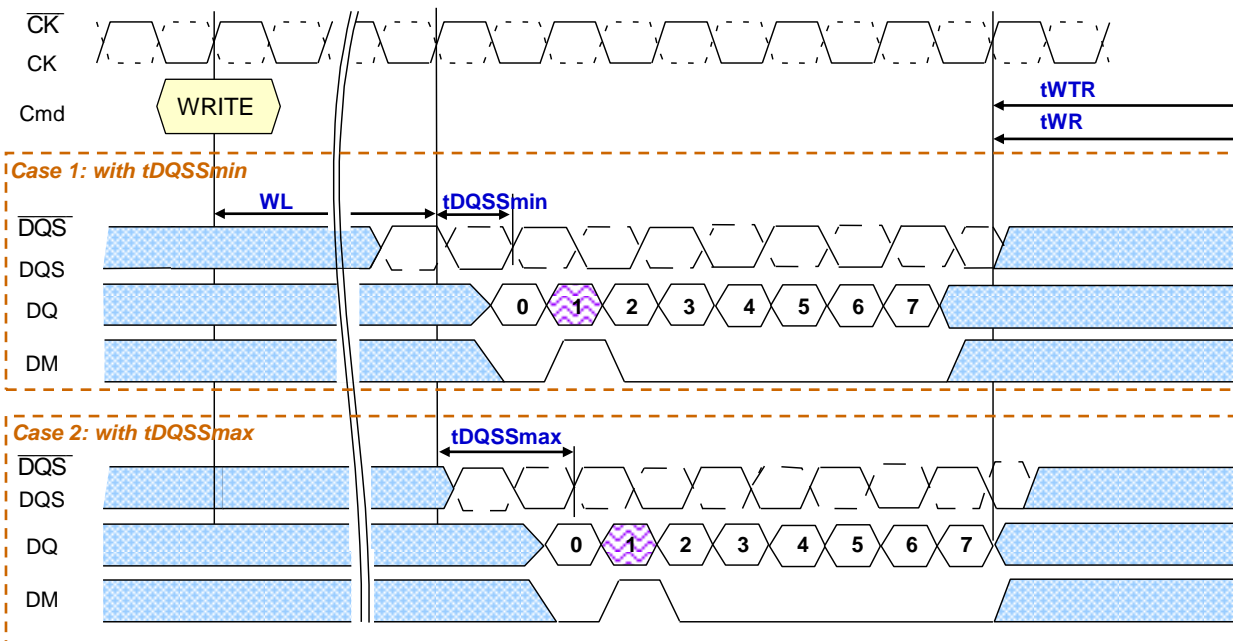 CK
CK
Cmd WRITE
tWTR
tWR
Case 1: with tDQSSmin
WL tDQSSmin
DQS
DQS
DQ 0 1 2 3 4 5 6 7
DM
Case 2: with tDQSSmax
tDQSSmax
DQS
DQS
DQ 0 1 2 3 4 5 6 7
DM